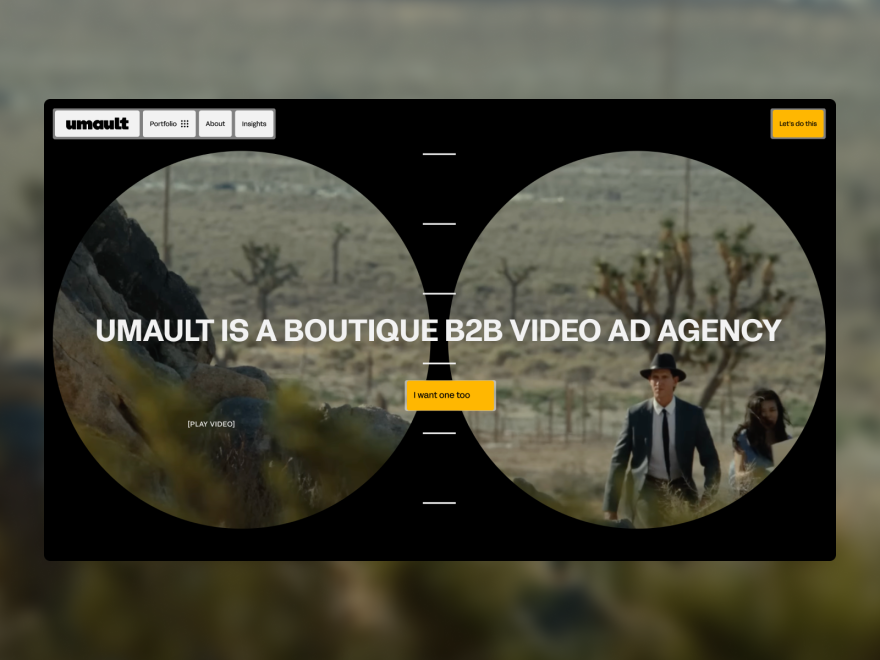 umault
Portfolio
About
Insights
Let's do this
UMAULT IS A BOUTIQUE B2B VIDEO AD AGENCY
I want one too
[PLAY VIDEO]